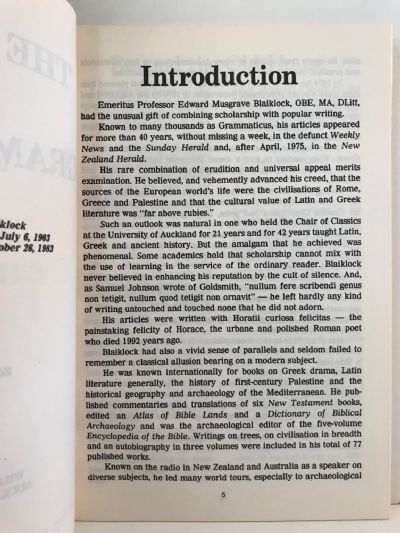 THE
GRAM
iklock
July 6, 1903
ober 26, 1983
Introduction
Emeritus Professor Edward Musgrave Blaiklock, OBE, MA, DLitt,
had the unusual gift of combining scholarship with popular writing.
Known to many thousands as Grammaticus, his articles appeared
for more than 40 years, without missing a week, in the defunct Weekly
News and the Sunday Herald and, after April, 1975, in the New
Zealand Herald.
His rare combination of erudition and universal appeal merits
examination. He believed, and vehemently advanced his creed, that the
sources of the European world's life were the civilisations of Rome,
Greece and Palestine and that the cultural value of Latin and Greek
literature was "far above rubies."
Such an outlook was natural in one who held the Chair of Classics
at the University of Auckland for 21 years and for 42 years taught Latin,
Greek and ancient history. But the amalgam that he achieved was
phenomenal. Some academics hold that scholarship cannot mix with
the use of learning in the service of the ordinary reader. Blaiklock
never believed in enhancing his reputation by the cult of silence. And,
as Samuel Johnson wrote of Goldsmith, "nullum fere scribendi genus
non tetigit, nullum quod tetigit non ornavit" — he left hardly any kind
of writing untouched and touched none that he did not adorn.
His articles were written with Horatii curiosa felicitas — the
painstaking felicity of Horace, the urbane and polished Roman poet
who died 1992 years ago.
Blaiklock had also a vivid sense of parallels and seldom failed to
remember a classical allusion bearing on a modern subject.
He was known internationally for books on Greek drama, Latin
literature generally, the history of first-century Palestine and the
historical geography and archaeology of the Mediterranean. He pub-
lished commentaries and translations of six New Testament books,
edited an Atlas of Bible Lands and a Dictionary of Biblical
Archaeology and was the archaeological editor of the five-volume
Encyclopedia of the Bible. Writings on trees, on civilisation in breadth
and an autobiography in three volumes were included in his total of 77
published works.
Known on the radio in New Zealand and Australia as a speaker on
diverse subjects, he led many world tours, especially to archaeological
5